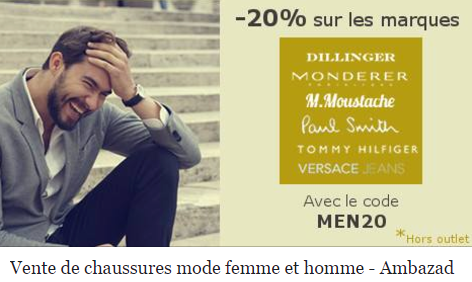 -20% sur les marques
DILLINGER
MONDERER
M.Moustache
Paul Smith
TOMMY HILFIGER
VERSACE JEANS
Avec le code
MEN20
*Hors outlet
Vente de chaussures mode femme et homme - Ambazad